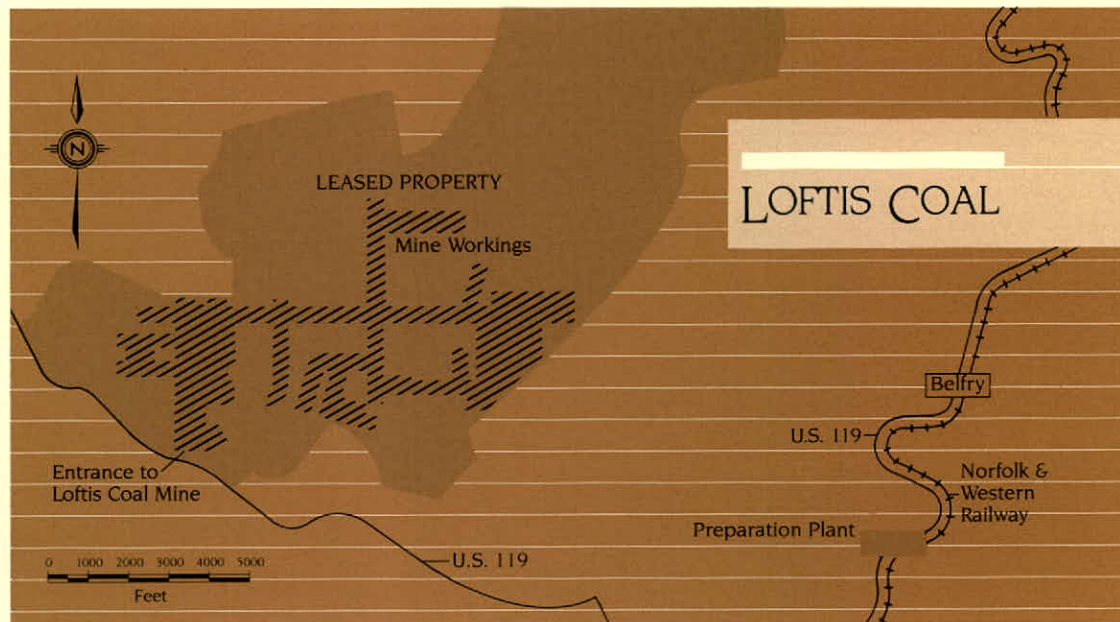 N
LEASED PROPERTY
Mine Workings
LOFTIS COAL
Belfry
U.S. 119
Norfolk &
Western
Railway
Entrance to
Loftis Coal Mine
Preparation Plant
U.S. 119
0 1000 2000 3000 4000 5000
Feet